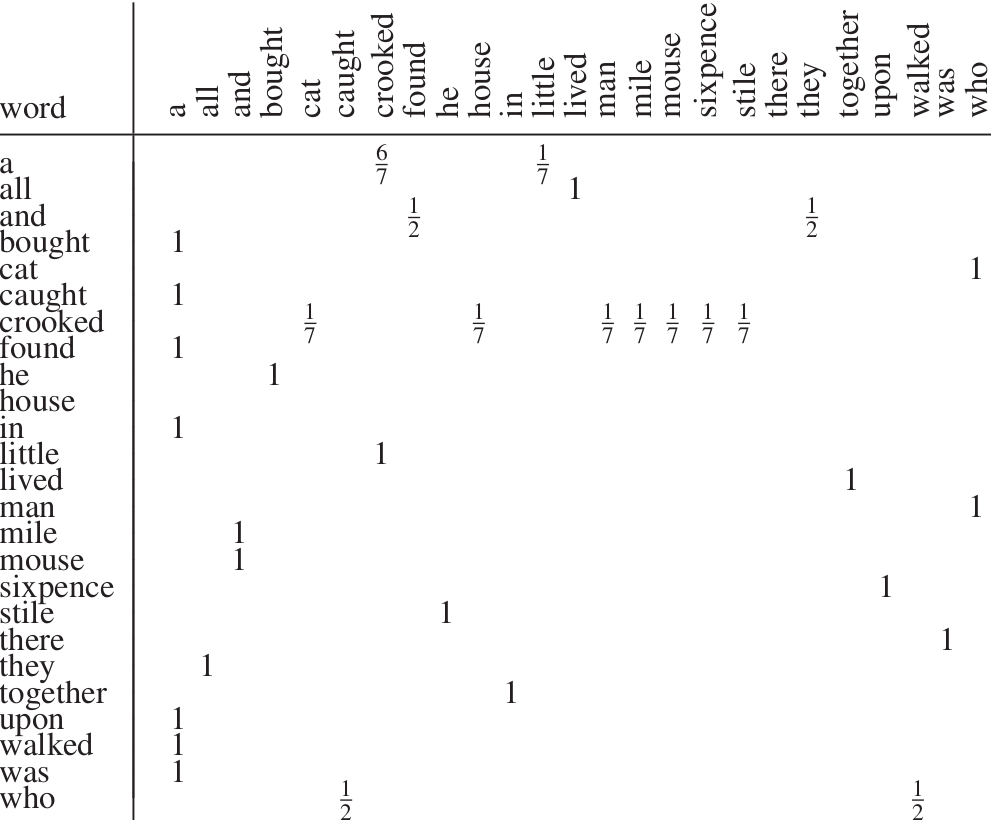 word a all and bought cat caught crooked found he house in little lived man mile mouse sixpence stile there they together upon walked was who
a 6/7 1/7
all 1
and 1/2 1/2
bought 1
cat 1
caught 1
crooked 1/7 1/7 1/7 1/7 1/7 1/7 1/7
found 1
he 1
house
in 1
little 1
lived 1
man 1
mile 1
mouse 1
sixpence 1
stile 1
there 1
they 1
together 1
upon 1
walked 1
was 1
who 1/2 1/2